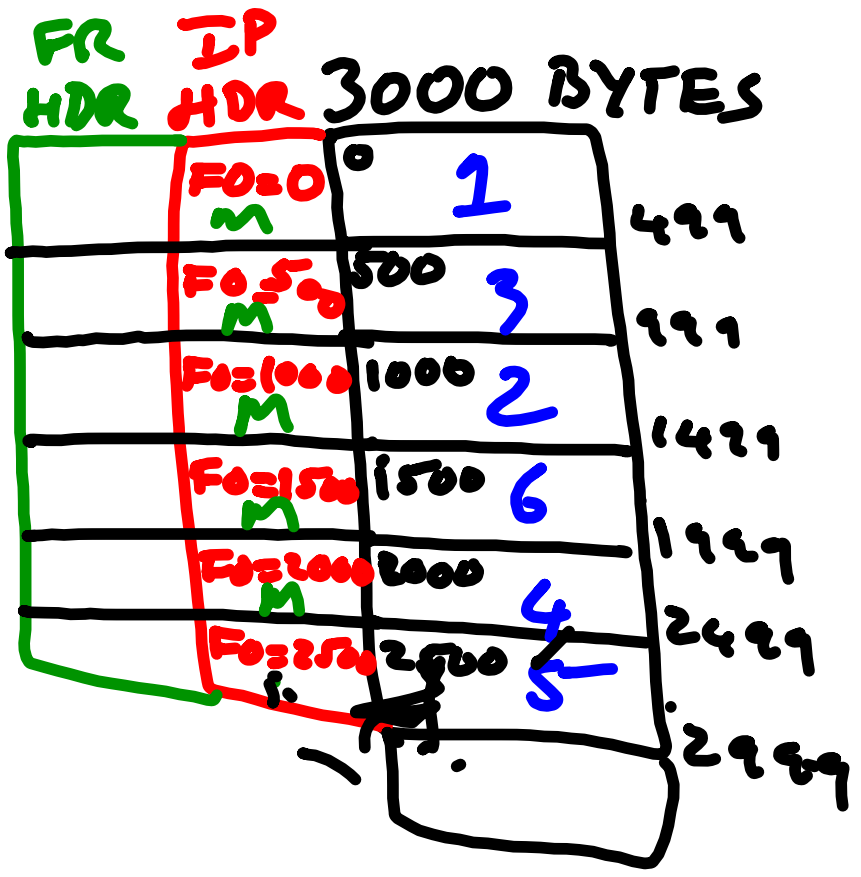 FR IP
HDR HDR 3000 BYTES
FO=0 0 1 499
M
FO=500 500 3 999
M
FO=1000 1000 2 1499
M
FO=1500 1500 6 1999
M
FO=2000 2000 4 2499
M
FO=2500 2500 5 2999